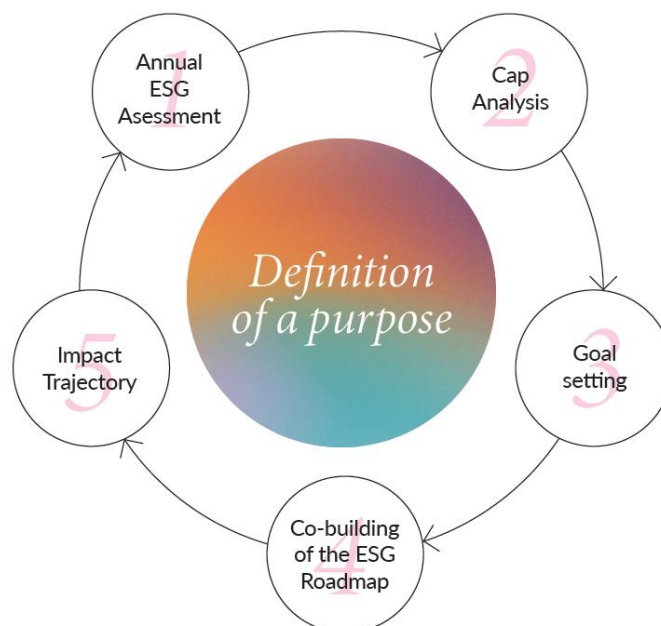 1
Annual
ESG
Asessment
2
Cap
Analysis
Definition
of a purpose
3
Goal
setting
4
Co-building
of the ESG
Roadmap
5
Impact
Trajectory